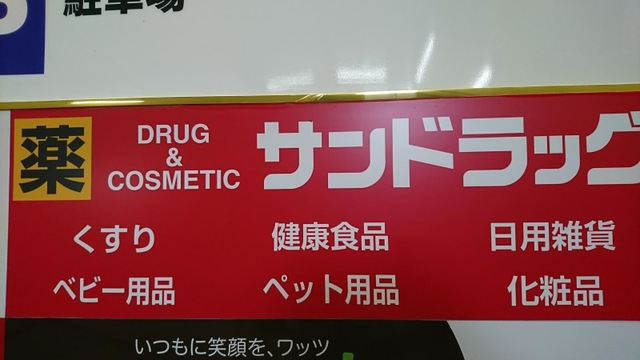 駐車場
薬 DRUG & COSMETIC サンドラッグ
くすり 健康食品 日用雑貨
ベビー用品 ペット用品 化粧品
いつもに笑顔を、ワッツ